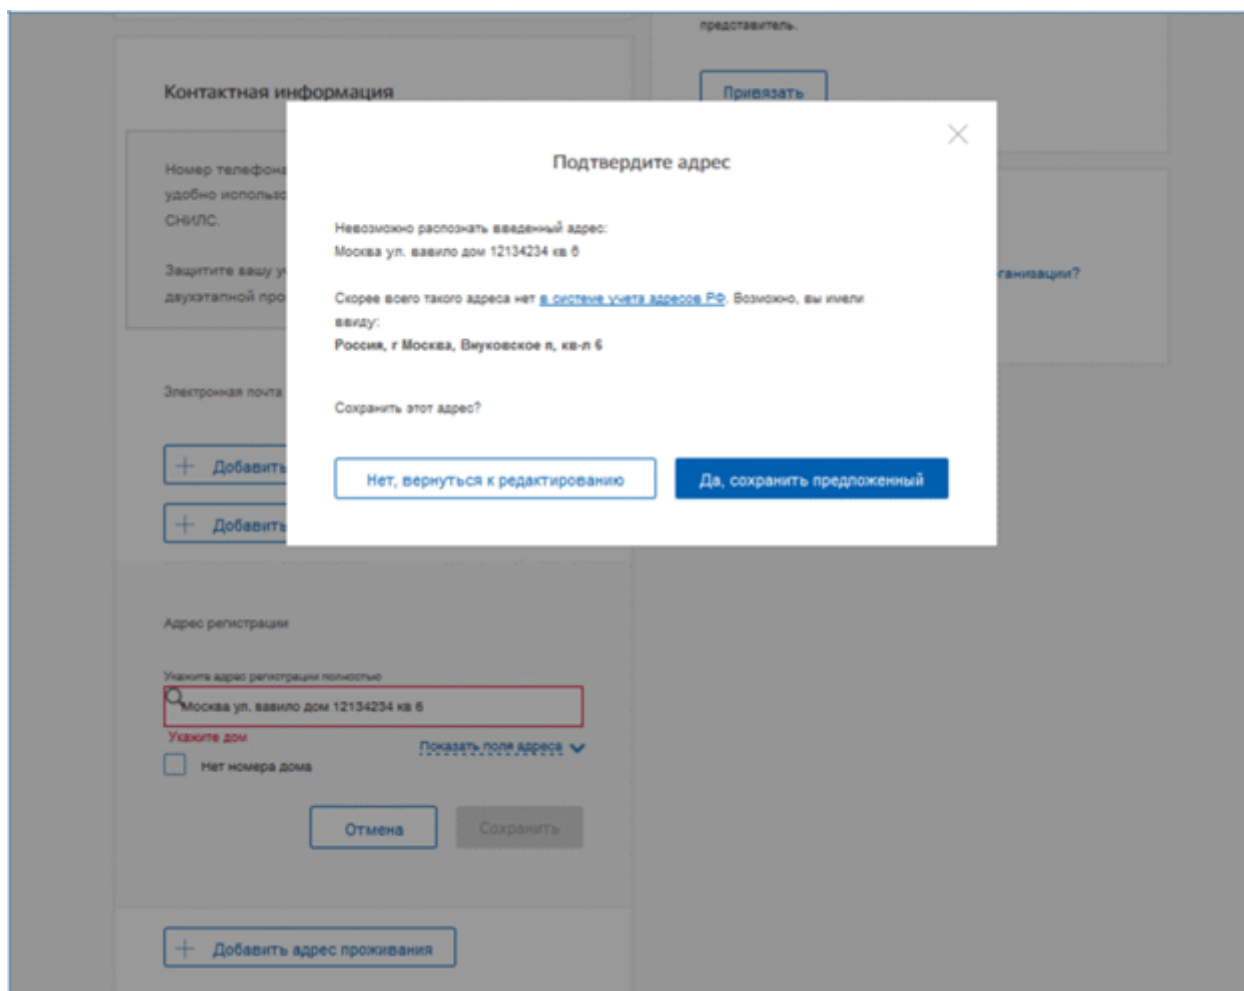 представитель.
Контактная информация
Привязать
Подтвердите адрес
Номер телефона
удобно использо
СНИЛС.
Невозможно распознать введенный адрес:
Москва ул. вавило дом 12134234 кв 6
Защитите вашу у
двухэтапной про
ганизации?
Скорее всего такого адреса нет в системе учета адресов РФ. Возможно, вы имели
ввиду:
Россия, г Москва, Внуковское п, кв-л 6
Электронная почта
Сохранить этот адрес?
Добавить
Нет, вернуться к редактированию
Да, сохранить предложенный
Добавить
Адрес регистрации
Укажите адрес регистрации полностью
Москва ул. вавило дом 12134234 кв 6
Укажите дом
Показать поля адреса
Нет номера дома
Отмена
Сохранить
Добавить адрес проживания